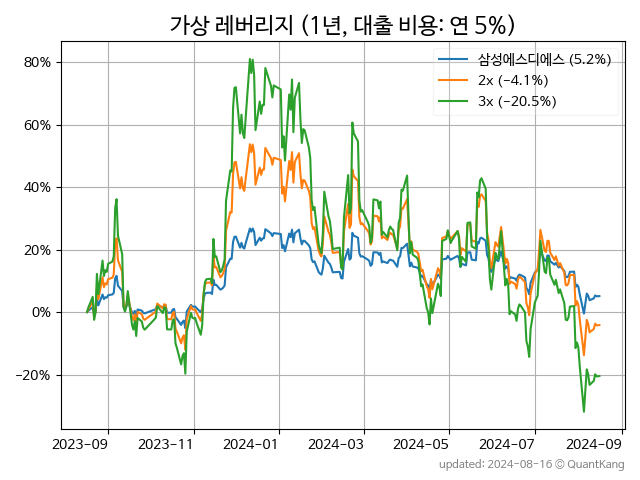 가상 레버리지 (1년, 대출 비용: 연 5%)
삼성에스디에스 (5.2%)
2x (−4.1%)
3x (−20.5%)
80%
60%
40%
20%
0%
−20%
2023-09 2023-11 2024-01 2024-03 2024-05 2024-07 2024-09
updated: 2024-08-16 © QuantKang